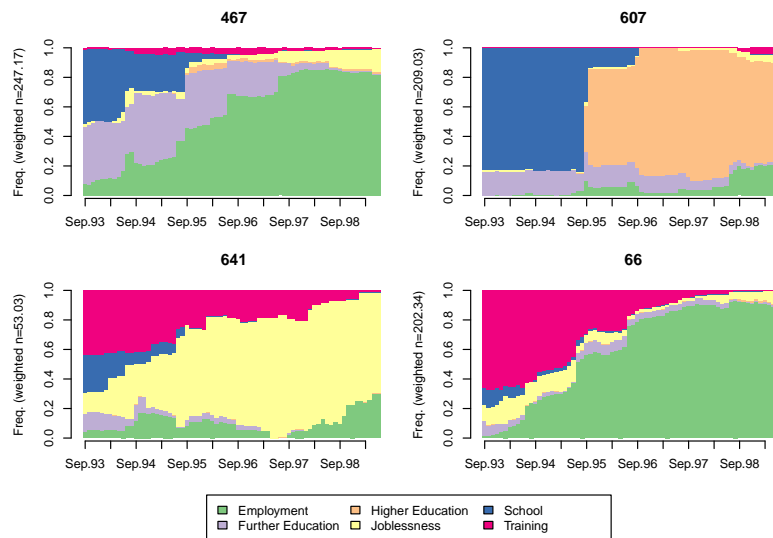 467
607
Freq. (weighted n=247.17)
0.0 0.2 0.4 0.6 0.8 1.0
Sep.93 Sep.94 Sep.95 Sep.96 Sep.97 Sep.98
Freq. (weighted n=209.03)
0.0 0.2 0.4 0.6 0.8 1.0
Sep.93 Sep.94 Sep.95 Sep.96 Sep.97 Sep.98
641
66
Freq. (weighted n=53.03)
0.0 0.2 0.4 0.6 0.8 1.0
Sep.93 Sep.94 Sep.95 Sep.96 Sep.97 Sep.98
Freq. (weighted n=202.34)
0.0 0.2 0.4 0.6 0.8 1.0
Sep.93 Sep.94 Sep.95 Sep.96 Sep.97 Sep.98
Employment Higher Education School
Further Education Joblessness Training